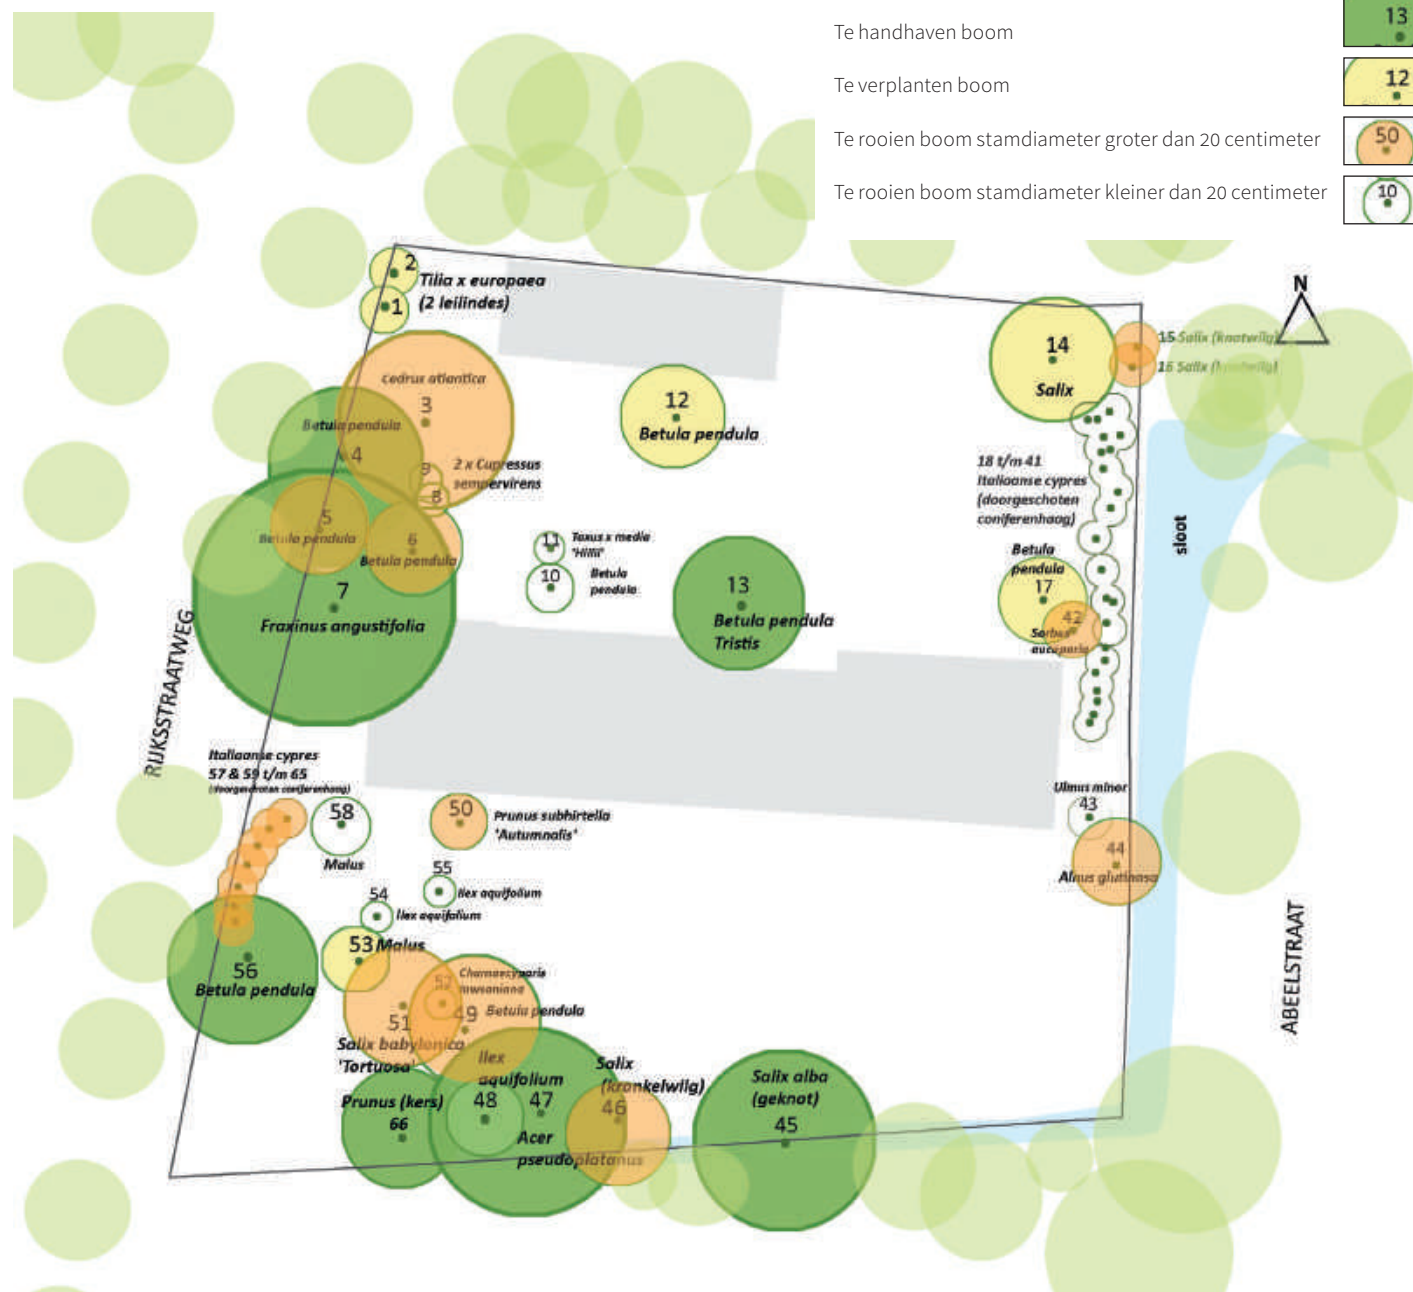 Te handhaven boom
13
Te verplanten boom
12
Te rooien boom stamdiameter groter dan 20 centimeter
50
Te rooien boom stamdiameter kleiner dan 20 centimeter
10
N
2
Tilia x europaea
1
(2 leilindes)
15 Salix (knotwilg)
14
16 Salix (knotwilg)
Salix
Cedrus atlantica
3
12
Betula pendula
Betula pendula
4
9
2 x Cupressus
sempervirens
8
18 t/m 41
Italiaanse cypres
(doorgeschoten
coniferenhaag)
sloot
5
Betula pendula
6
Betula pendula
11
Taxus x media
"Hillii"
10
Betula
pendula
Betula
pendula
17
13
Betula pendula
Tristis
42
Sorbus
aucuparia
7
Fraxinus angustifolia
RIJKSSTRAATWEG
Italiaanse cypres
57 & 59 t/m 65
(doorgeschoten coniferenhaag)
58
Malus
50
Prunus subhirtella
'Autumnalis'
Ulmus minor
43
44
Alnus glutinosa
55
Ilex aquifolium
54
Ilex aquifolium
53 Malus
56
Betula pendula
52
Chamaecyparis
lawsoniana
49
Betula pendula
51
Salix babylonica
'Tortuosa'
Ilex
aquifolium
48
47
Acer
pseudoplatanus
Salix
(kronkelwilg)
46
Prunus (kers)
66
Salix alba
(geknot)
45
ABEELSTRAAT